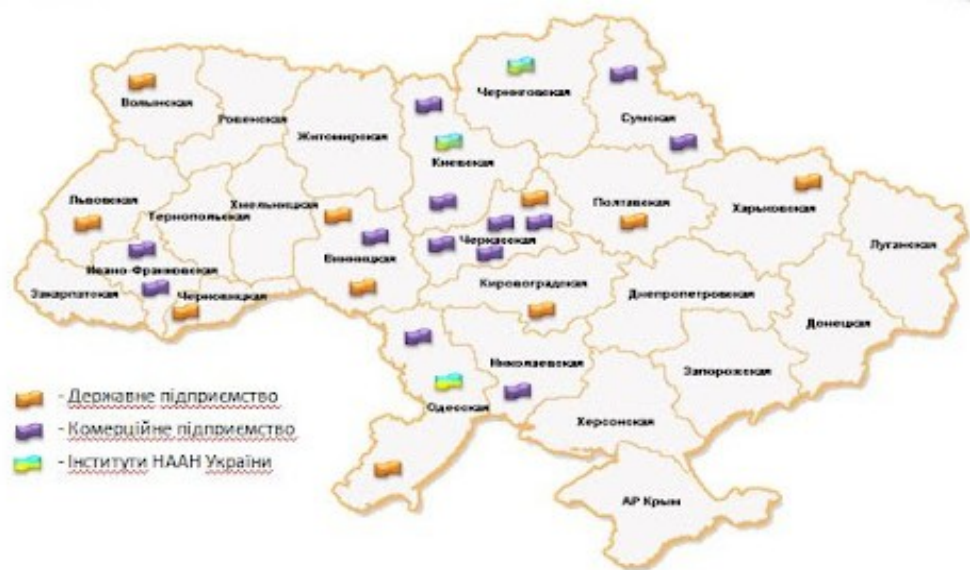 Волынская
Ровенская
Житомирская
Черниговская
Сумская
Киевская
Львовская
Тернопольская
Хмельницкая
Винницкая
Черкасская
Полтавская
Харьковская
Луганская
Ивано-Франковская
Закарпатская
Черновицкая
Кировоградская
Днепропетровская
Донецкая
Николаевская
Запорожская
Одесская
Херсонская
АР Крым
- Державне підприємство
- Комерційне підприємство
- Інститути НААН України